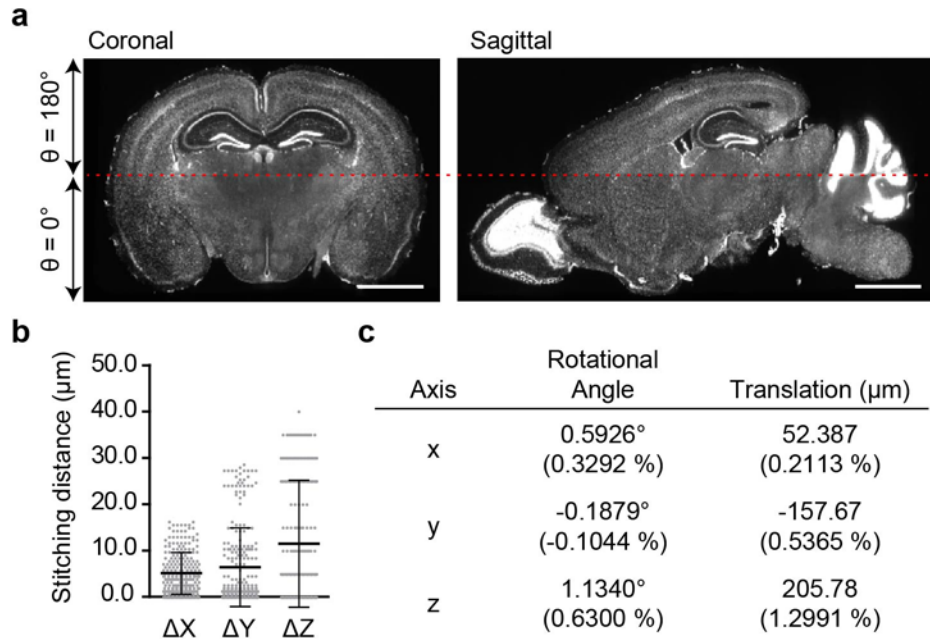 a
Coronal
Sagittal
θ = 180°
θ = 0°
b
Stitching distance (μm)
50.0
40.0
30.0
20.0
10.0
0.0
ΔX ΔY ΔZ
c
Rotational
Axis Angle Translation (μm)
x 0.5926° 52.387
(0.3292 %) (0.2113 %)
y -0.1879° -157.67
(-0.1044 %) (0.5365%)
z 1.1340° 205.78
(0.6300 %) (1.2991 %)